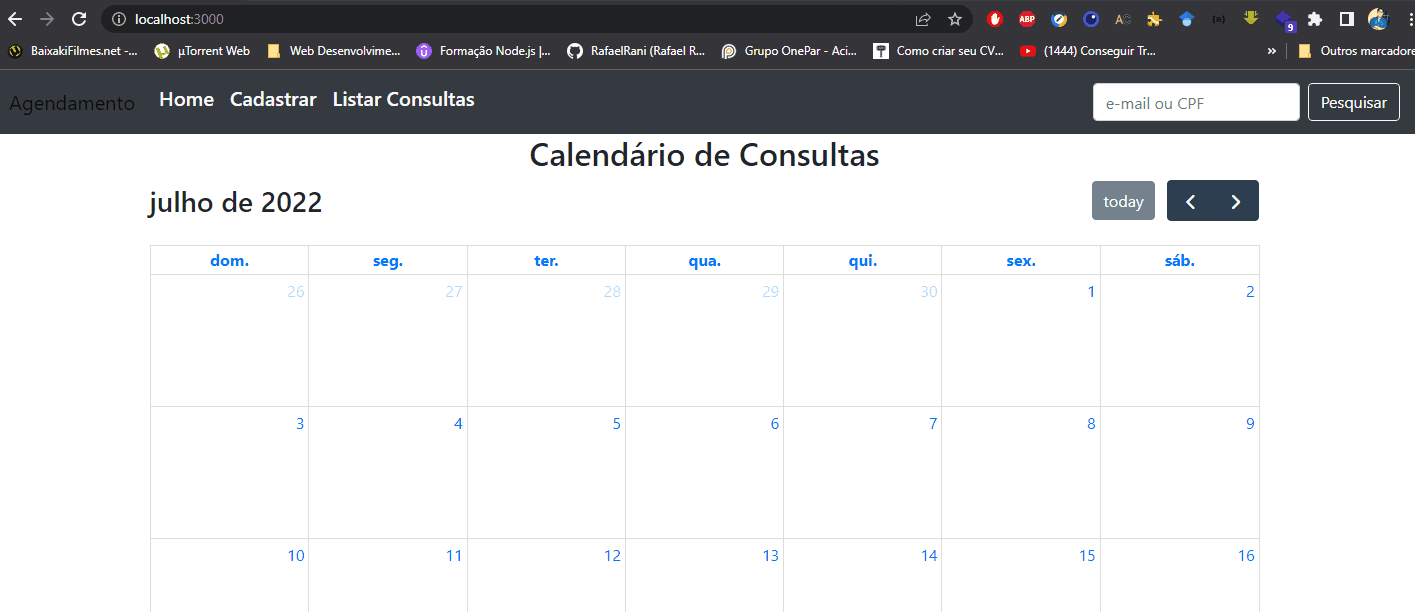 localhost:3000
ABP
AC
9
BaixakiFilmes.net -... µTorrent Web Web Desenvolvime... Formação Node.js |... RafaelRani (Rafael R... Grupo OnePar - Aci... Como criar seu CV... (1444) Conseguir Tr... » Outros marcadore
Agendamento Home Cadastrar Listar Consultas e-mail ou CPF Pesquisar
Calendário de Consultas
julho de 2022 today
dom. seg. ter. qua. qui. sex. sáb.
26 27 28 29 30 1 2
3 4 5 6 7 8 9
10 11 12 13 14 15 16